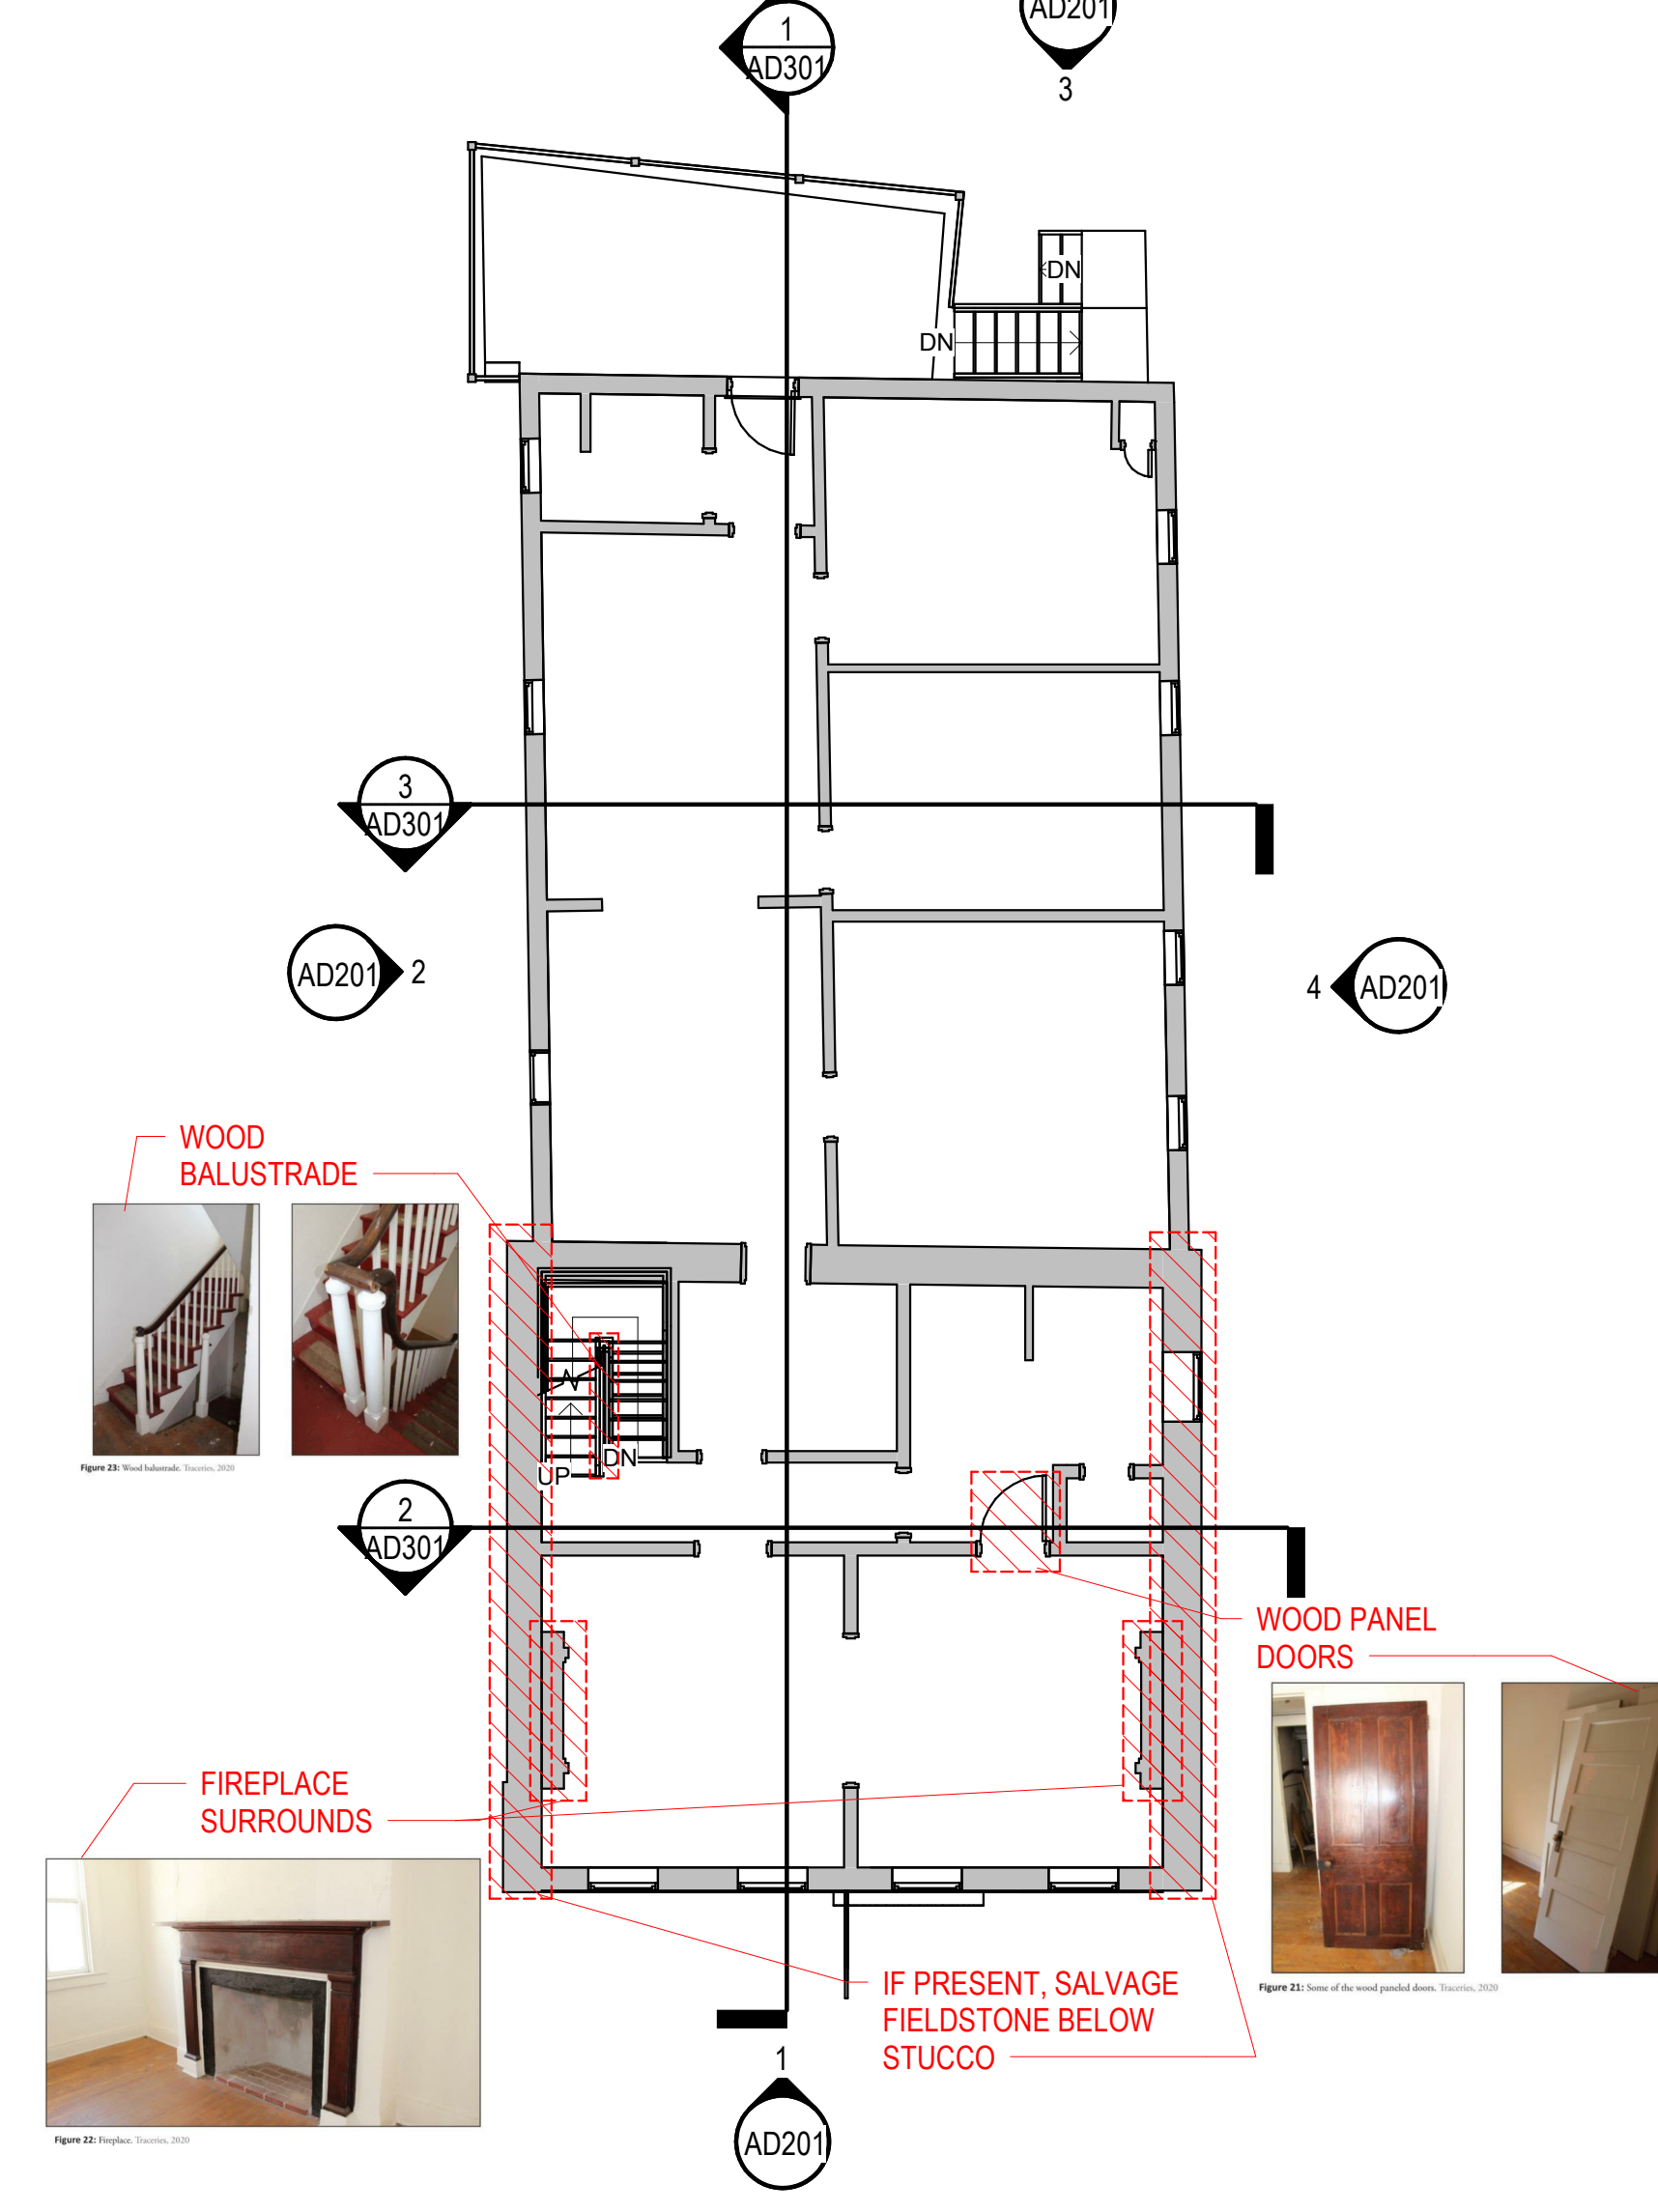 1
AD301
AD201
3
DN
DN
3
AD301
AD201
2
4
AD201
WOOD
BALUSTRADE
Figure 23: Wood balustrade. Traceries, 2020
UP
DN
2
AD301
WOOD PANEL
DOORS
FIREPLACE
SURROUNDS
Figure 21: Some of the wood paneled doors. Traceries, 2020
IF PRESENT, SALVAGE
FIELDSTONE BELOW
STUCCO
1
AD201
Figure 22: Fireplace. Traceries, 2020